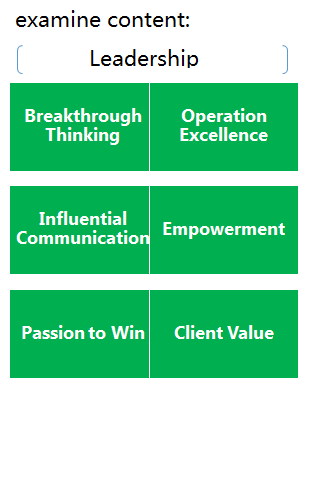 examine content:
Leadership
Breakthrough
Thinking
Operation
Excellence
Influential
Communication
Empowerment
Passion to Win
Client Value